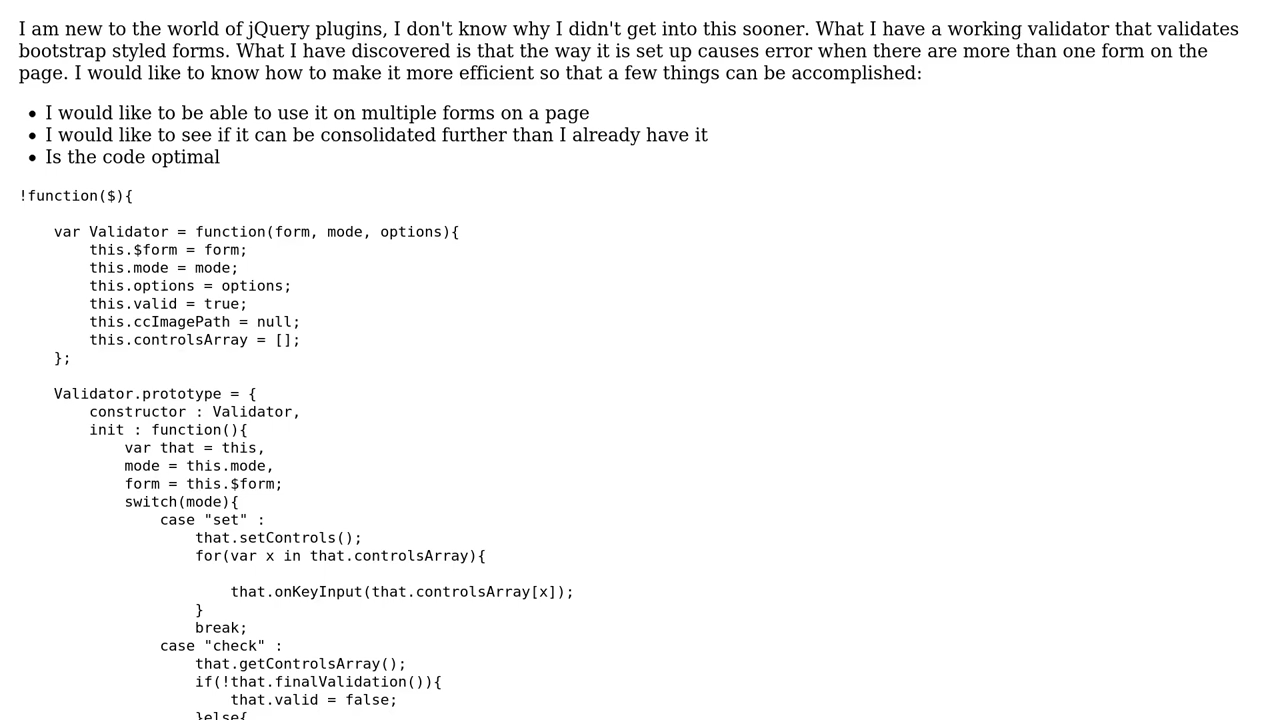 I am new to the world of jQuery plugins, I don't know why I didn't get into this sooner. What I have a working validator that validates
bootstrap styled forms. What I have discovered is that the way it is set up causes error when there are more than one form on the
page. I would like to know how to make it more efficient so that a few things can be accomplished:
• I would like to be able to use it on multiple forms on a page
• I would like to see if it can be consolidated further than I already have it
• Is the code optimal
!function($){
    var Validator = function(form, mode, options){
        this.$form = form;
        this.mode = mode;
        this.options = options;
        this.valid = true;
        this.ccImagePath = null;
        this.controlsArray = [];
    };
    Validator.prototype = {
        constructor : Validator,
        init : function(){
            var that = this,
            mode = this.mode,
            form = this.$form;
            switch(mode){
                case "set" :
                    that.setControls();
                    for(var x in that.controlsArray){
                        that.onKeyInput(that.controlsArray[x]);
                    }
                    break;
                case "check" :
                    that.getControlsArray();
                    if(!that.finalValidation()){
                        that.valid = false;
                    }else{